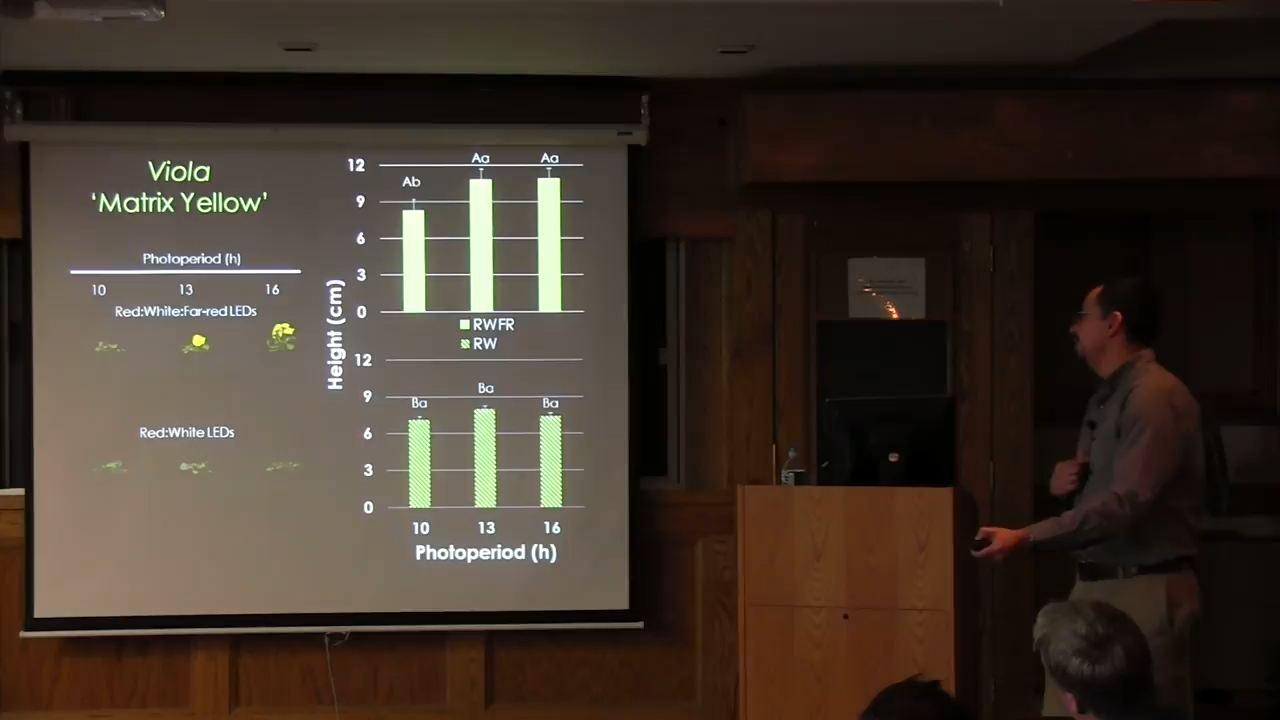 Viola
‘Matrix Yellow’
Photoperiod (h)
10 13 16
Red:White:Far-red LEDs
Red:White LEDs
Height (cm)
12
9
6
3
0
Ab Aa Aa
RWFR
RW
12
9
6
3
0
Ba Ba Ba
10 13 16
Photoperiod (h)